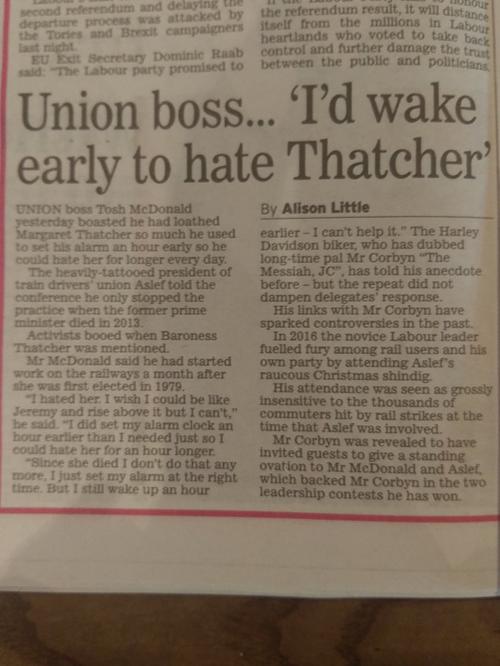 second referendum and delaying the
departure process was attacked by
the Tories and Brexit campaigners
last night.
EU Exit Secretary Dominic Raab
said: "The Labour party promised to
the referendum result, it will distance
itself from the millions in Labour
heartlands who voted to take back
control and further damage the trust
between the public and politicians.
Union boss... 'I'd wake
early to hate Thatcher'
UNION boss Tosh McDonald
yesterday boasted he had loathed
Margaret Thatcher so much he used
to set his alarm an hour early so he
could hate her for longer every day.
The heavily-tattooed president of
train drivers' union Aslef told the
conference he only stopped the
practice when the former prime
minister died in 2013.
Activists booed when Baroness
Thatcher was mentioned.
Mr McDonald said he had started
work on the railways a month after
she was first elected in 1979.
"I hated her. I wish I could be like
Jeremy and rise above it but I can't,"
he said. "I did set my alarm clock an
hour earlier than I needed just so I
could hate her for an hour longer.
"Since she died I don't do that any
more, I just set my alarm at the right
time. But I still wake up an hour
By Alison Little
earlier – I can't help it." The Harley
Davidson biker, who has dubbed
long-time pal Mr Corbyn "The
Messiah, JC", has told his anecdote
before – but the repeat did not
dampen delegates' response.
His links with Mr Corbyn have
sparked controversies in the past.
In 2016 the novice Labour leader
fuelled fury among rail users and his
own party by attending Aslef's
raucous Christmas shindig.
His attendance was seen as grossly
insensitive to the thousands of
commuters hit by rail strikes at the
time that Aslef was involved.
Mr Corbyn was revealed to have
invited guests to give a standing
ovation to Mr McDonald and Aslef,
which backed Mr Corbyn in the two
leadership contests he has won.